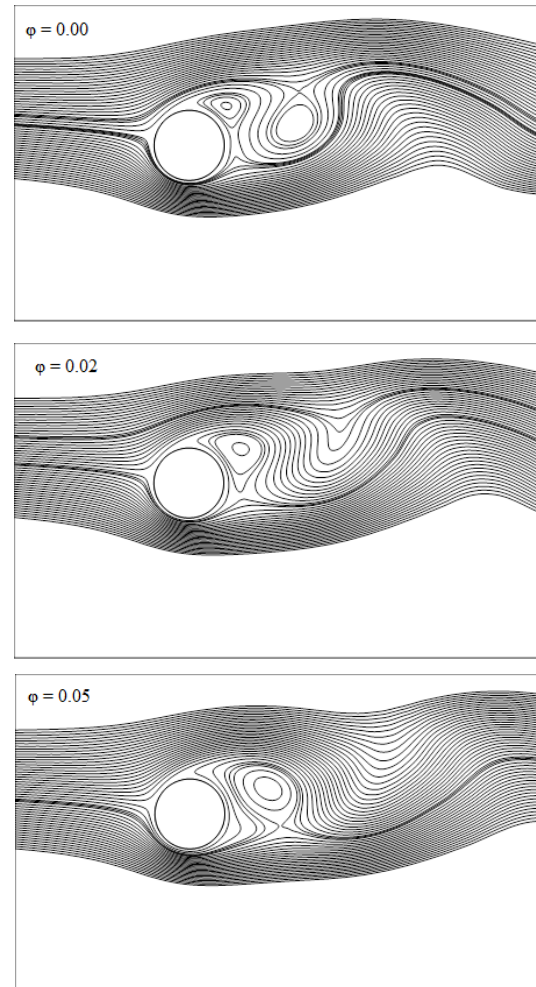 φ = 0.00
φ = 0.02
φ = 0.05